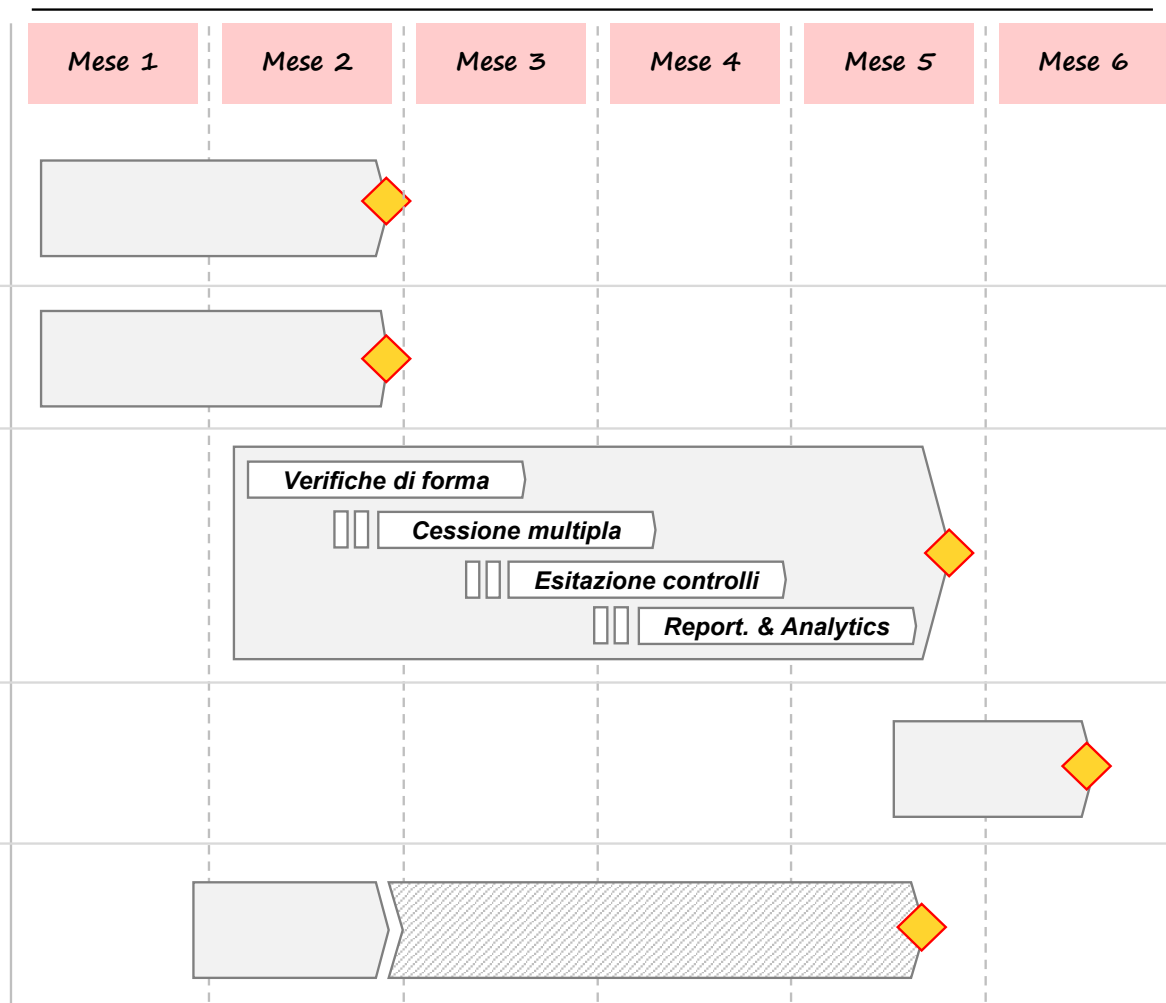 Mese 1
Mese 2
Mese 3
Mese 4
Mese 5
Mese 6
Verifiche di forma
Cessione multipla
Esitazione controlli
Report. & Analytics